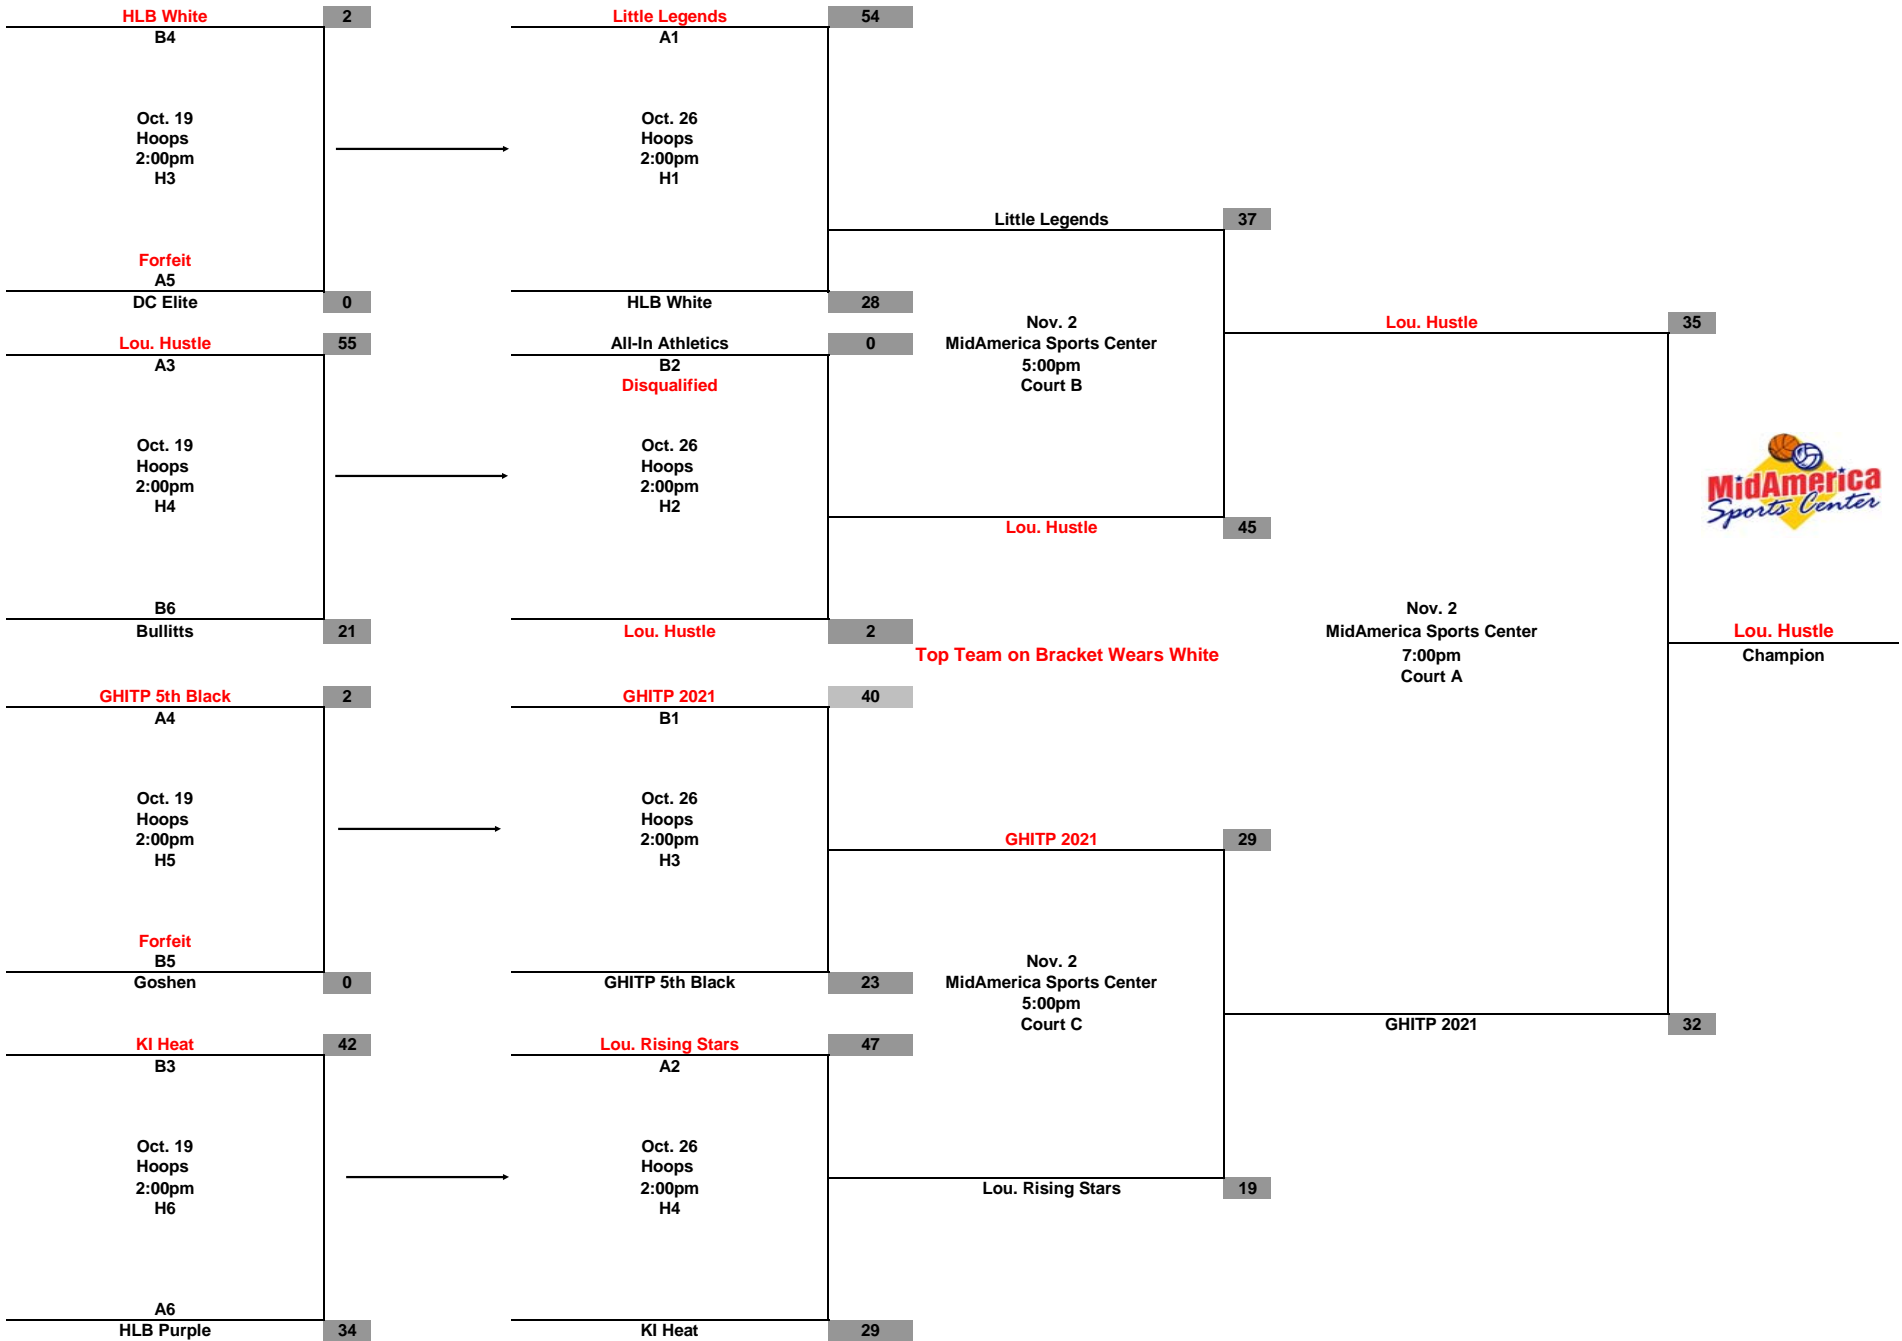 HLB White 2
B4
Oct. 19
Hoops
2:00pm
H3
Forfeit
A5
DC Elite 0
Lou. Hustle 55
A3
Oct. 19
Hoops
2:00pm
H4
B6
Bullitts 21
GHITP 5th Black 2
A4
Oct. 19
Hoops
2:00pm
H5
Forfeit
B5
Goshen 0
KI Heat 42
B3
Oct. 19
Hoops
2:00pm
H6
A6
HLB Purple 34
Little Legends 54
A1
Oct. 26
Hoops
2:00pm
H1
HLB White 28
All-In Athletics 0
B2
Disqualified
Oct. 26
Hoops
2:00pm
H2
Lou. Hustle 2
GHITP 2021 40
B1
Oct. 26
Hoops
2:00pm
H3
GHITP 5th Black 23
Lou. Rising Stars 47
A2
Oct. 26
Hoops
2:00pm
H4
KI Heat 29
Little Legends 37
Nov. 2
MidAmerica Sports Center
5:00pm
Court B
Lou. Hustle 45
Top Team on Bracket Wears White
GHITP 2021 29
Nov. 2
MidAmerica Sports Center
5:00pm
Court C
Lou. Rising Stars 19
Lou. Hustle 35
Nov. 2
MidAmerica Sports Center
7:00pm
Court A
GHITP 2021 32
MidAmerica
Sports Center
Lou. Hustle
Champion